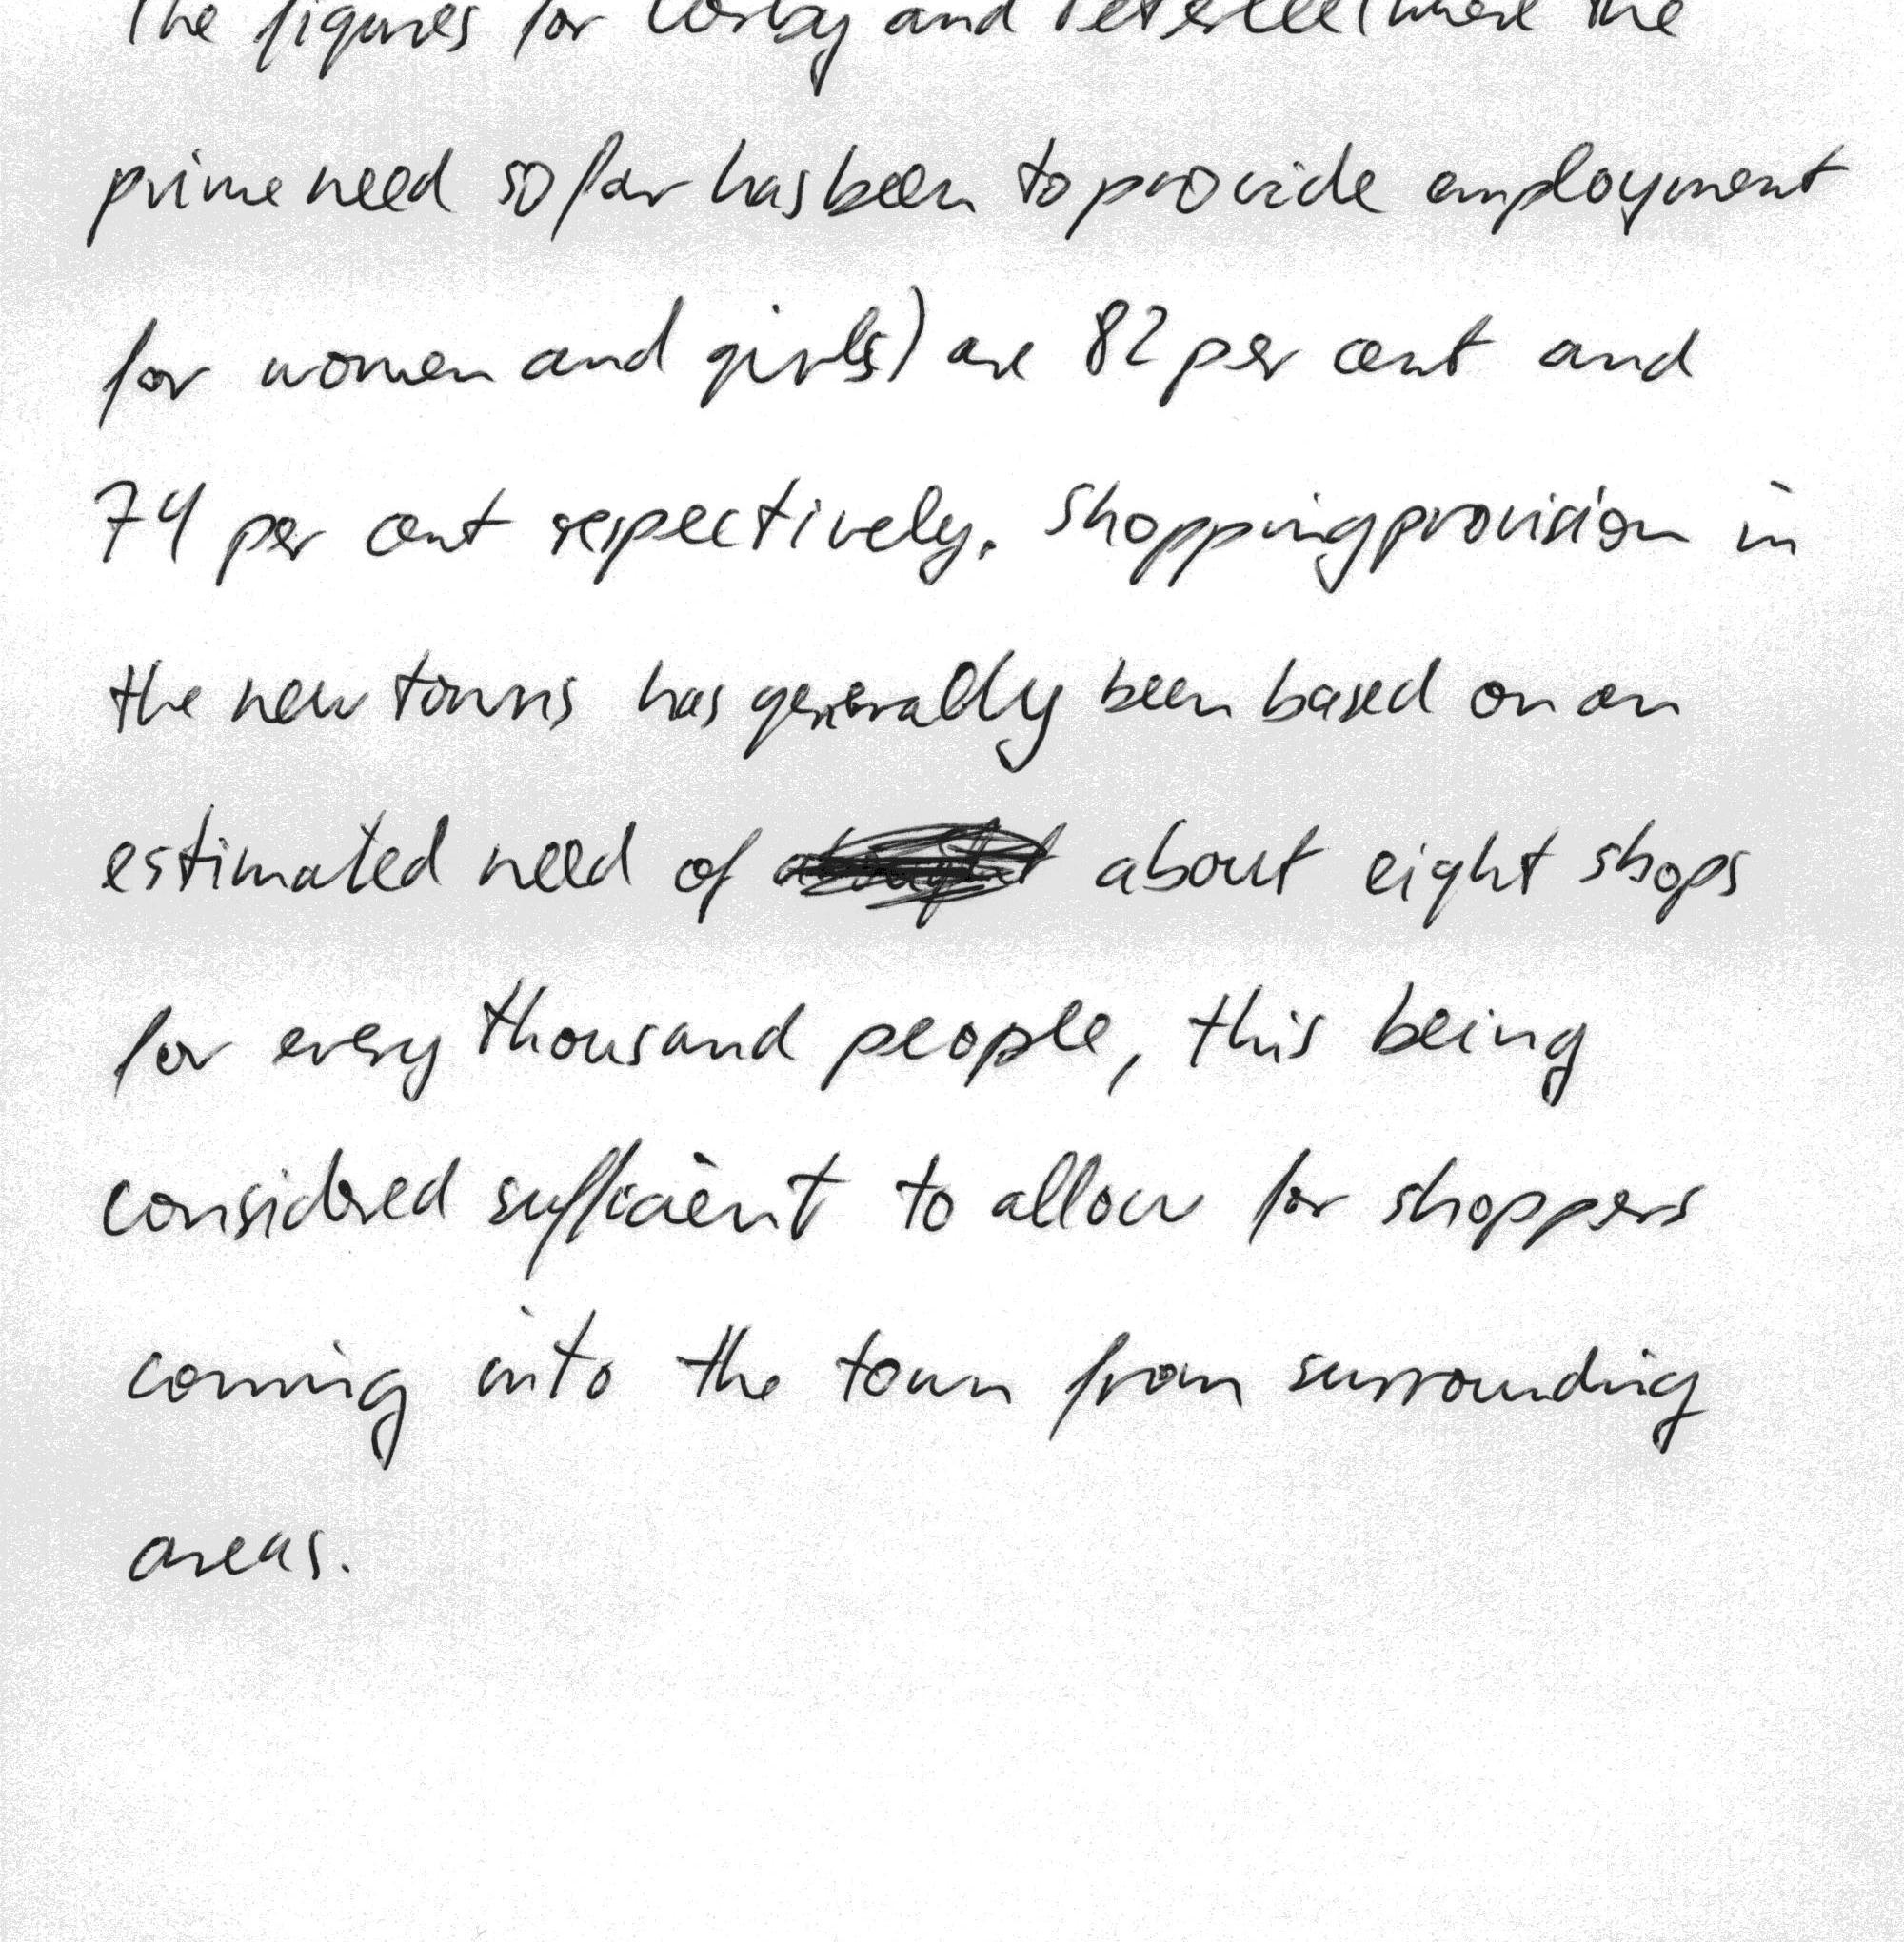 The figures for Corby and Peterlee (where the
prime need so far has been to provide employment
for women and girls) are 82 per cent and
74 per cent respectively. Shopping provision in
the new towns has generally been based on an
estimated need of about eight shops
for every thousand people, this being
considered sufficient to allow for shoppers
coming into the town from surrounding
areas.